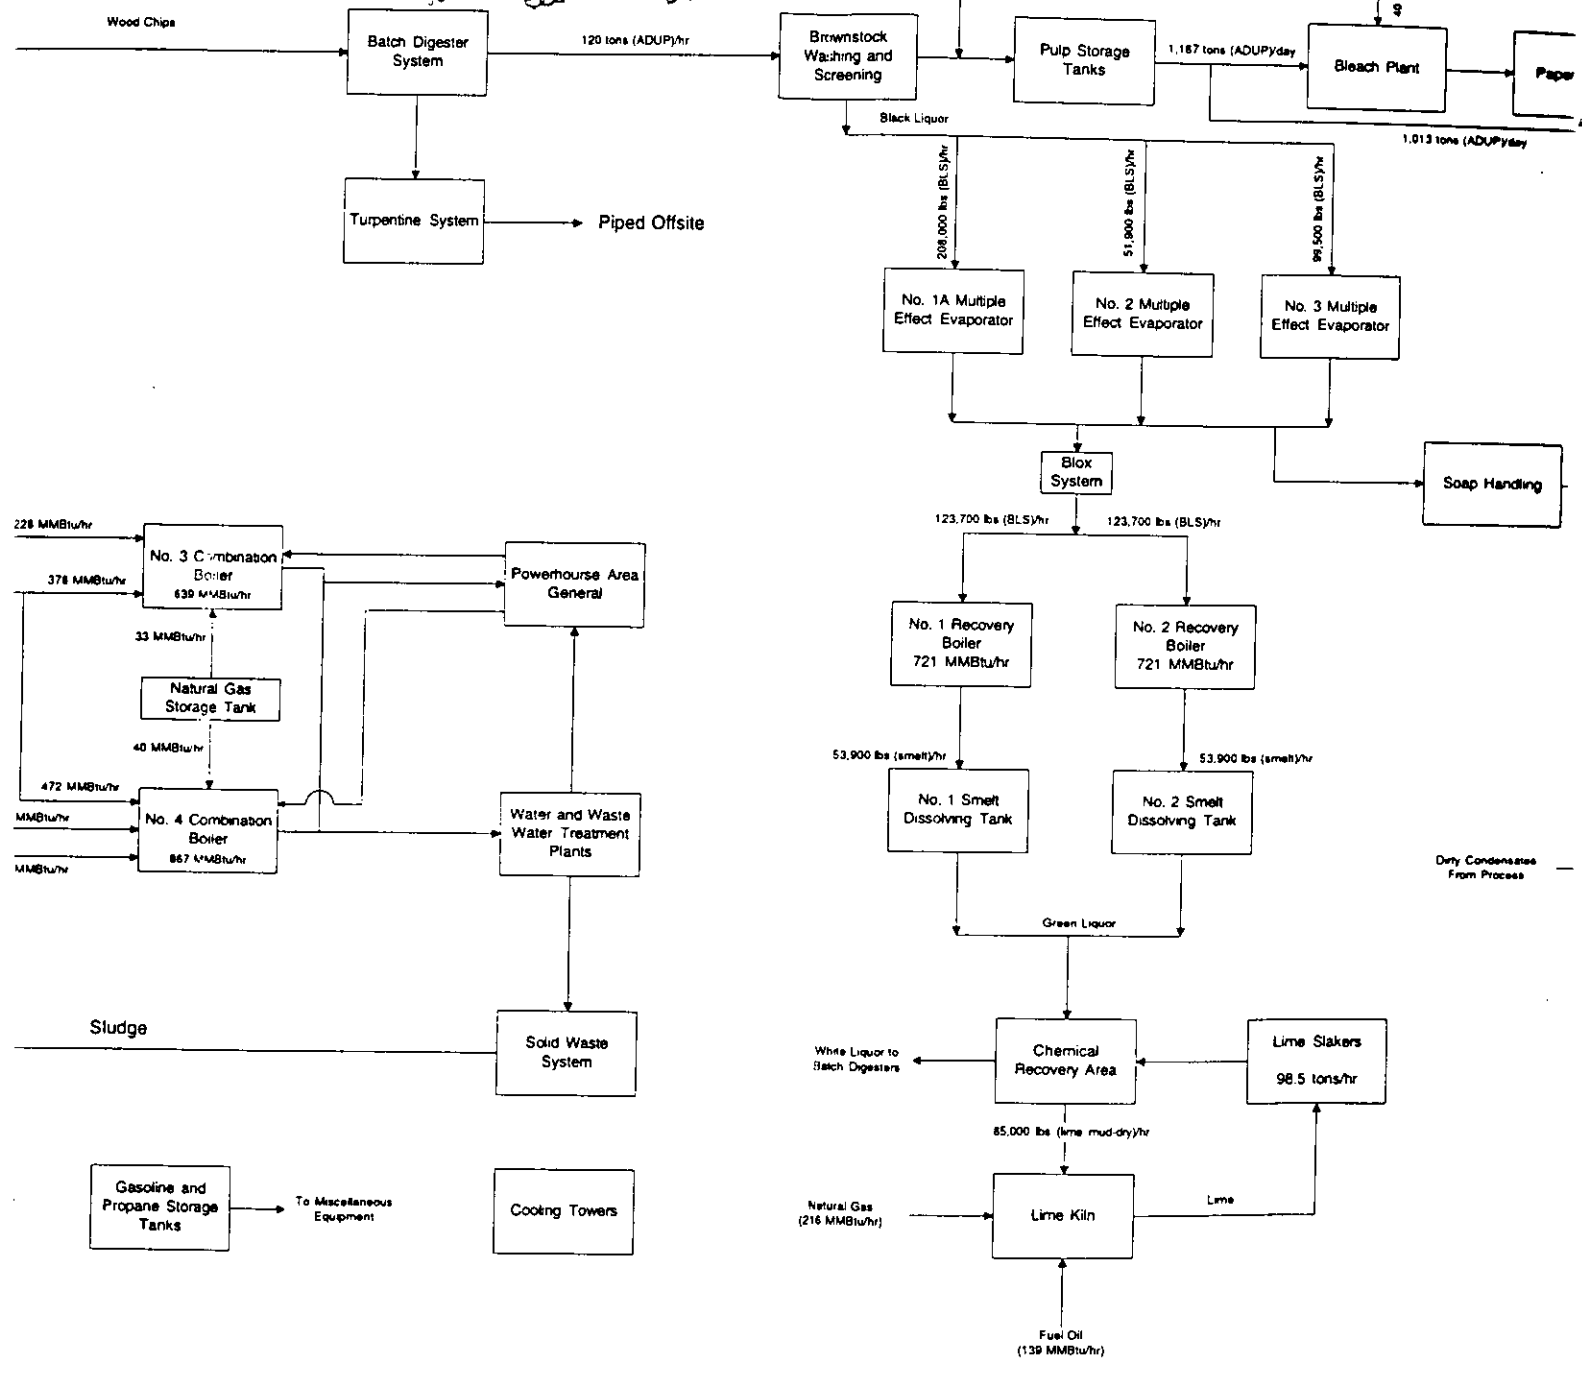 Wood Chips
Batch Digester
System
120 tons (ADUP)/hr
Brownstock
Washing and
Screening
Pulp Storage
Tanks
1,167 tons (ADUP)/day
40
Bleach Plant
Paper
1,013 tons (ADUP)/day
Black Liquor
Turpentine System
Piped Offsite
208,000 lbs (BLS)/hr
51,900 lbs (BLS)/hr
99,500 lbs (BLS)/hr
No. 1A Multiple
Effect Evaporator
No. 2 Multiple
Effect Evaporator
No. 3 Multiple
Effect Evaporator
Blox
System
Soap Handling
123,700 lbs (BLS)/hr
123,700 lbs (BLS)/hr
228 MMBtu/hr
No. 3 Combination
Boiler
639 MMBtu/hr
378 MMBtu/hr
Powerhourse Area
General
33 MMBtu/hr
Natural Gas
Storage Tank
40 MMBtu/hr
No. 1 Recovery
Boiler
721 MMBtu/hr
No. 2 Recovery
Boiler
721 MMBtu/hr
53,900 lbs (smelt)/hr
53,900 lbs (smelt)/hr
472 MMBtu/hr
MMBtu/hr
MMBtu/hr
No. 4 Combination
Boiler
867 MMBtu/hr
Water and Waste
Water Treatment
Plants
No. 1 Smelt
Dissolving Tank
No. 2 Smelt
Dissolving Tank
Dirty Condensates
From Process
Green Liquor
Sludge
Solid Waste
System
White Liquor to
Batch Digesters
Chemical
Recovery Area
Lime Slakers
98.5 tons/hr
85,000 lbs (lime mud-dry)/hr
Gasoline and
Propane Storage
Tanks
To Miscellaneous
Equipment
Cooling Towers
Natural Gas
(216 MMBtu/hr)
Lime Kiln
Lime
Fuel Oil
(139 MMBtu/hr)